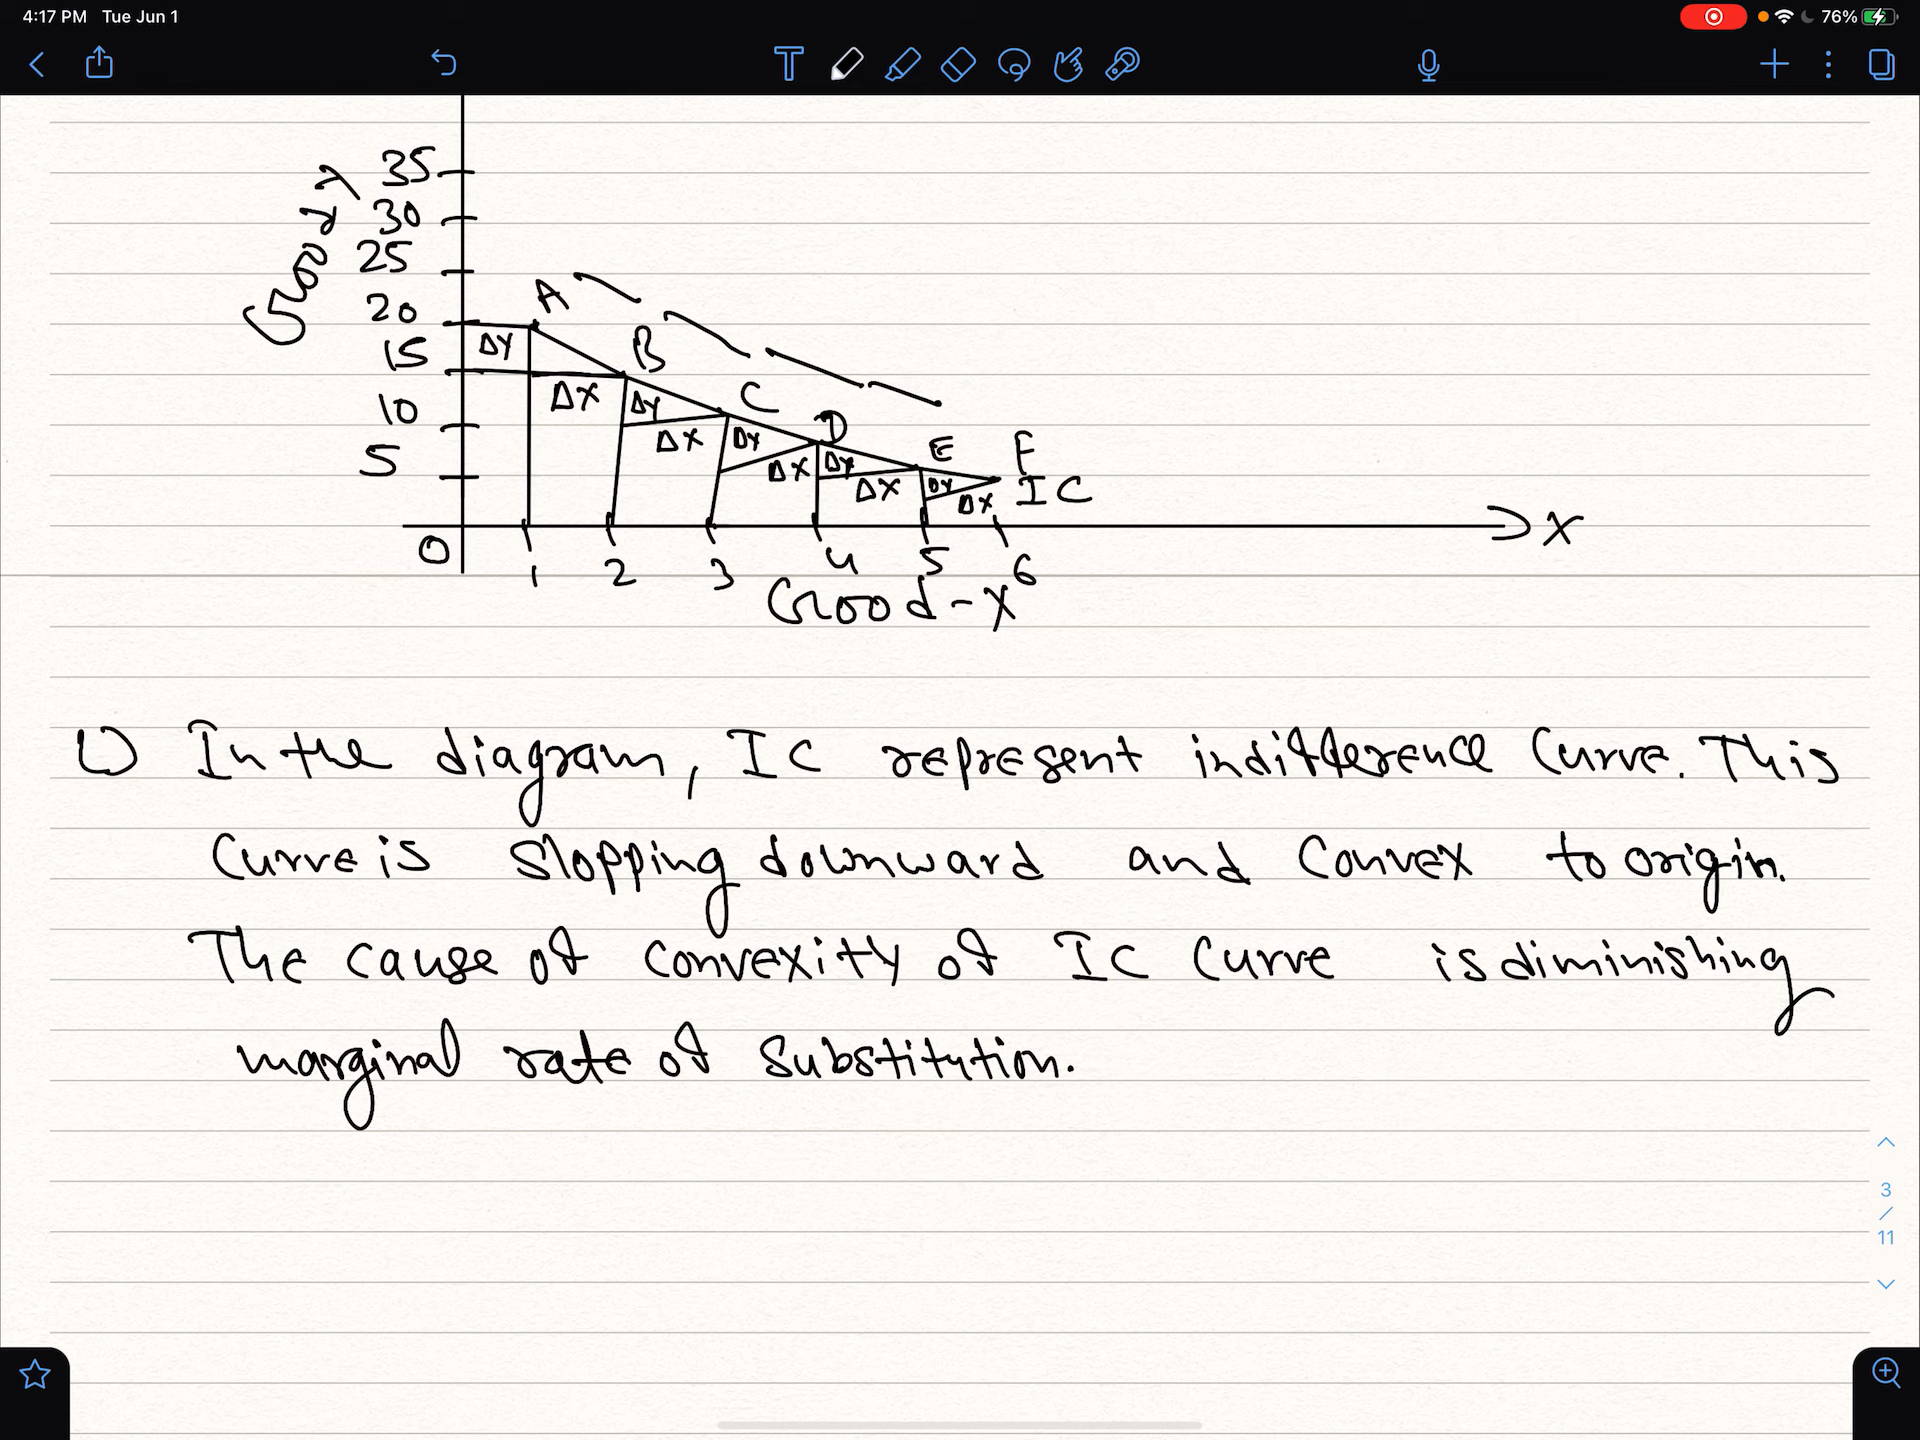 4:17 PM Tue Jun 1
76%
T
35
30
25
20
15
10
5
Good Y
A
B
C
D
E
F
IC
ΔY
ΔX
ΔY
ΔX
ΔY
ΔX
ΔY
ΔX
ΔY
ΔX
O
1
2
3
4
5
6
X
Good-X
In the diagram, IC represent indifference Curve. This
Curve is Slopping downward and Convex to origin.
The cause of convexity of IC Curve is diminishing
marginal rate of Substitution.
3
/
11